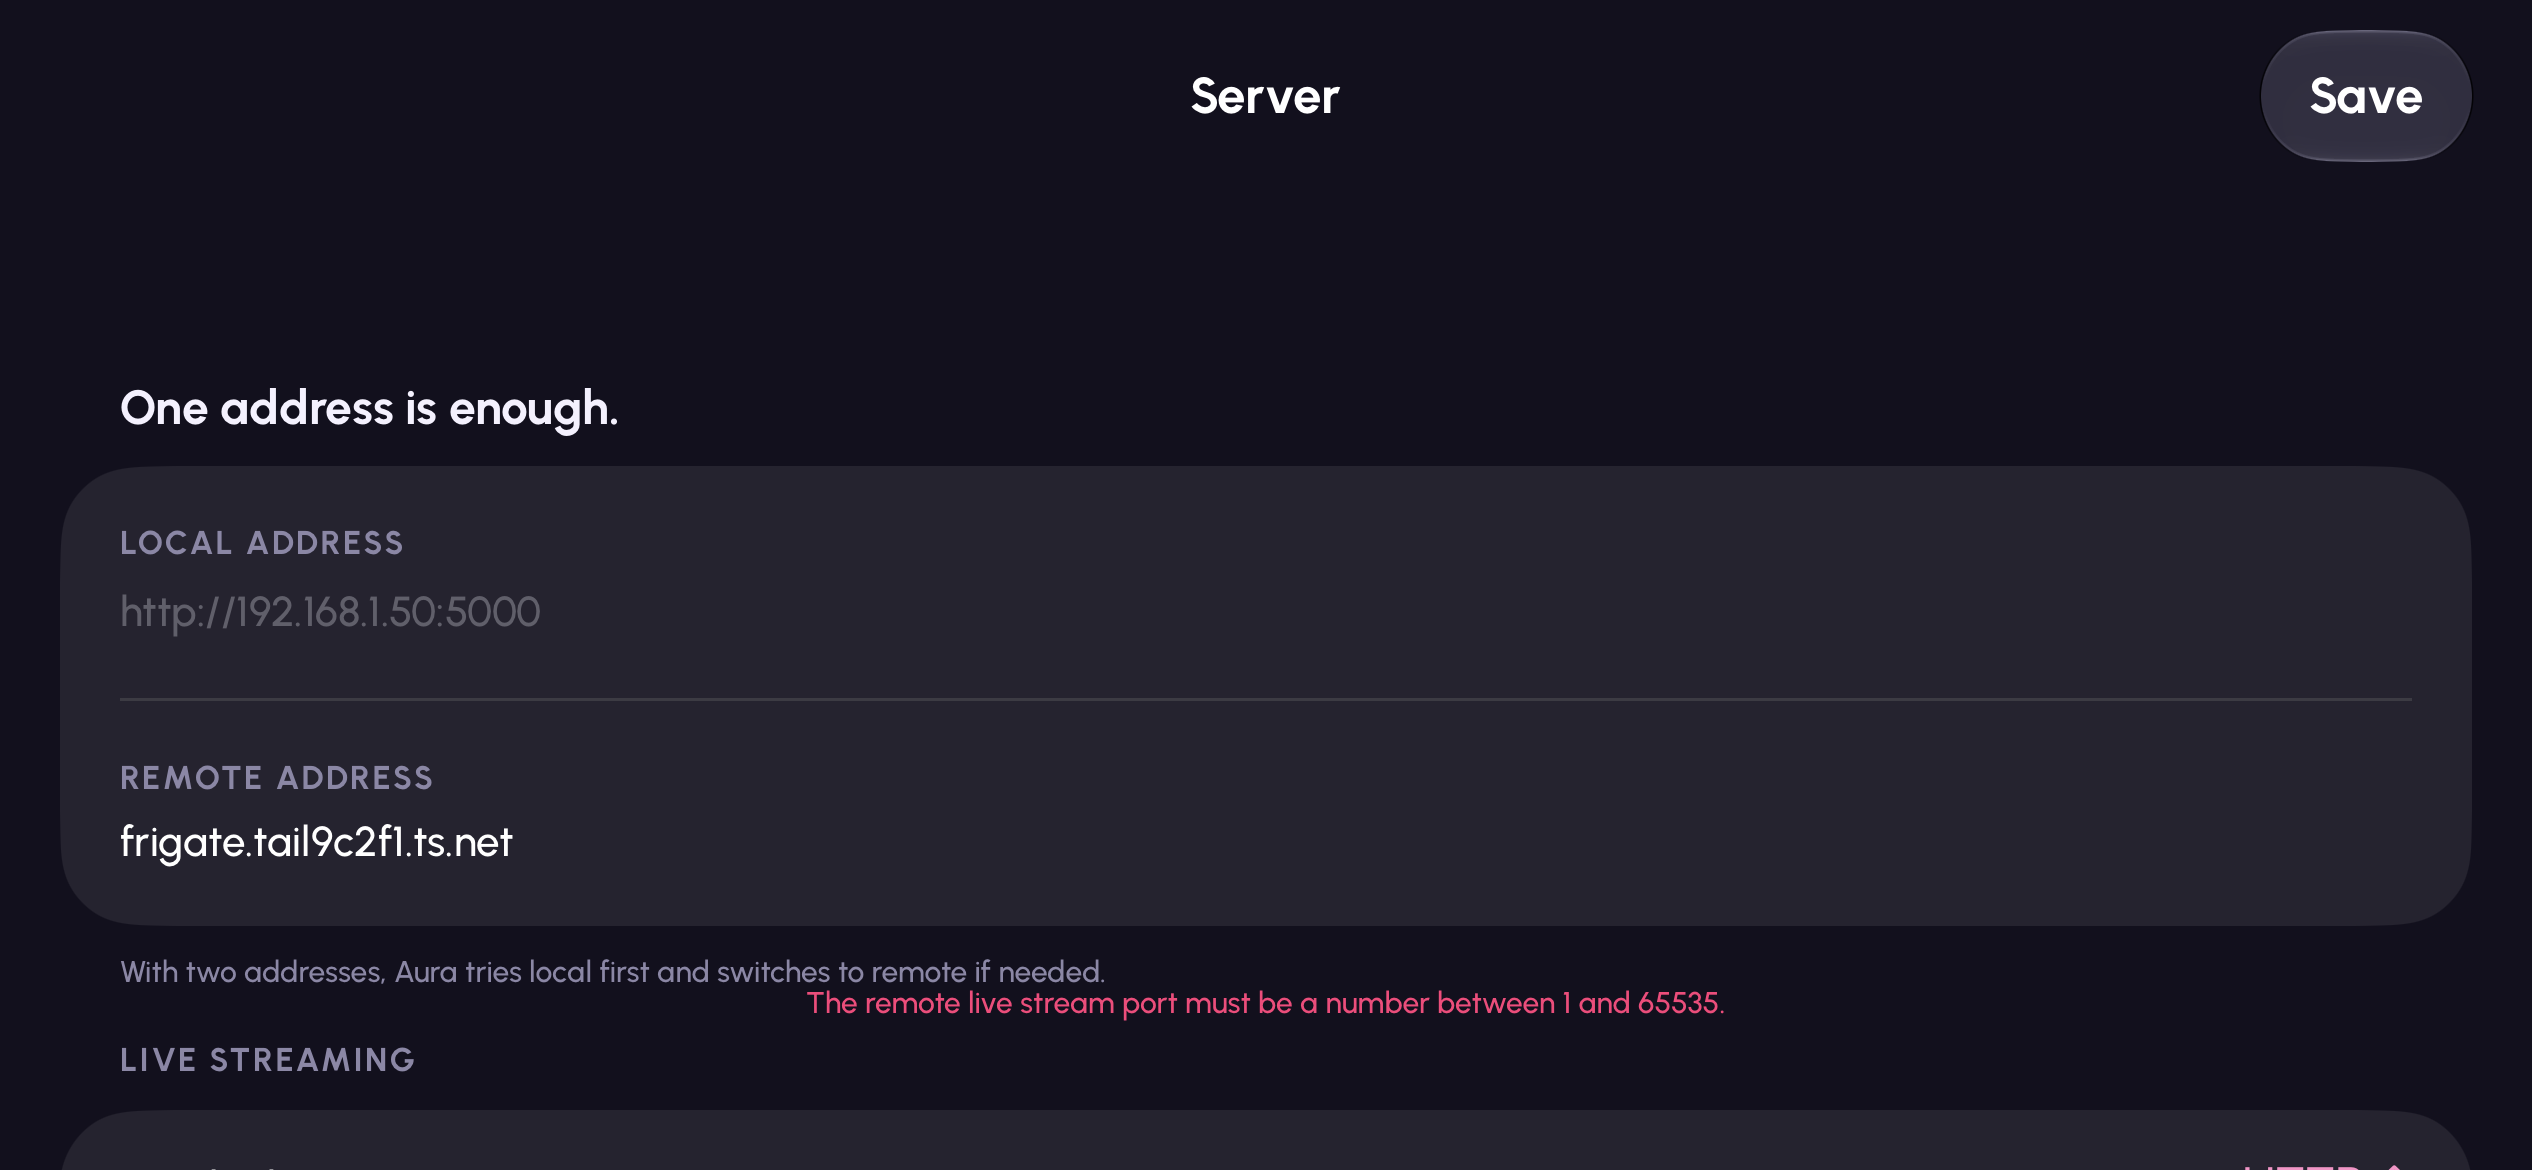 Server
Save
One address is enough.
LOCAL ADDRESS
http://192.168.1.50:5000
REMOTE ADDRESS
frigate.tail9c2f1.ts.net
With two addresses, Aura tries local first and switches to remote if needed.
The remote live stream port must be a number between 1 and 65535.
LIVE STREAMING